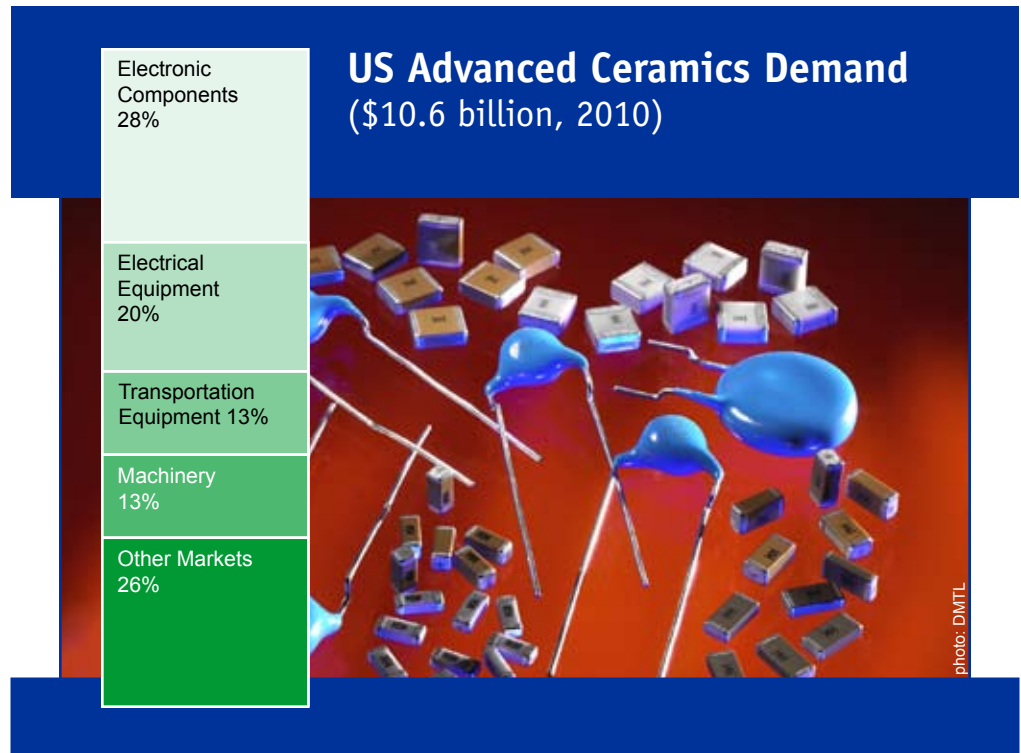 US Advanced Ceramics Demand
($10.6 billion, 2010)
Electronic
Components
28%
Electrical
Equipment
20%
Transportation
Equipment 13%
Machinery
13%
Other Markets
26%
photo: DMTL